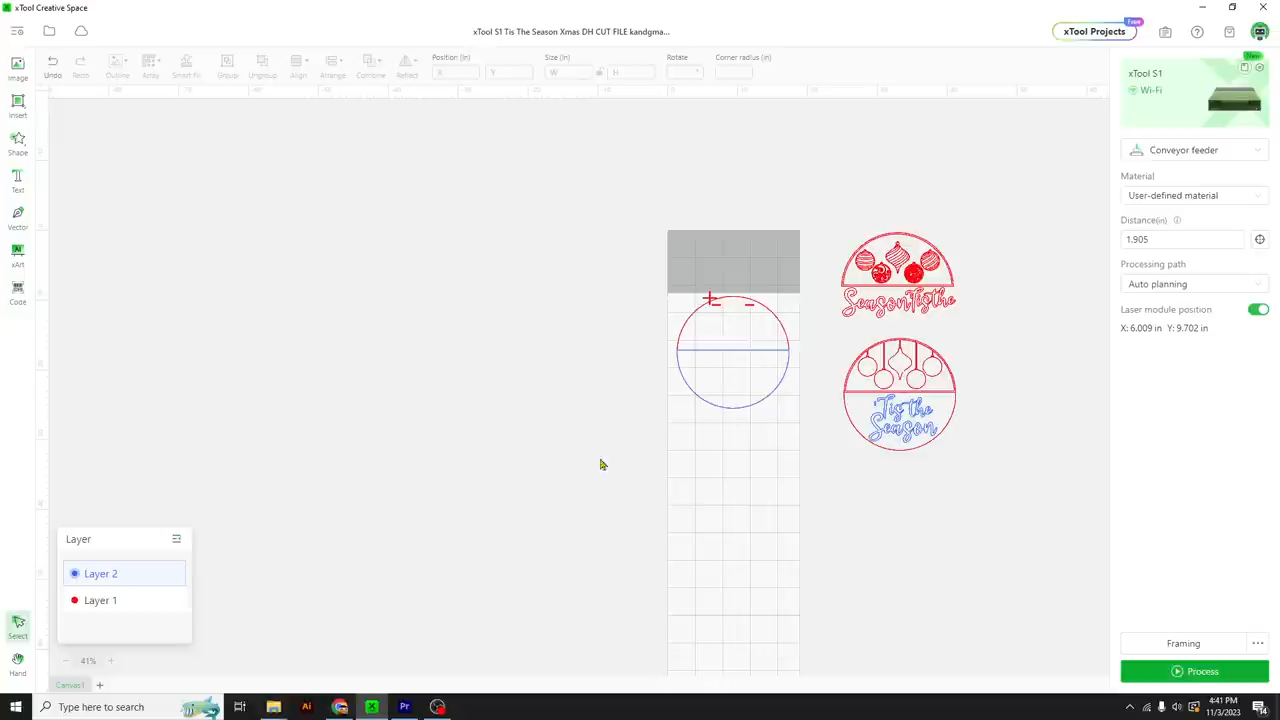 xTool Creative Space
xTool S1 Tis The Season Xmas DH CUT FILE kandgma...
xTool Projects
Free
Undo
Redo
Outline
Array
Smart fill
Group
Ungroup
Align
Arrange
Combine
Reflect
Position (in)
X
Y
Size (in)
W
H
Rotate
Corner radius (in)
Image
Insert
Shape
Text
Vector
xArt
Code
Select
Hand
SeasonTisthe
'Tis the
Season
Layer
Layer 2
Layer 1
41%
Canvas1
New
xTool S1
Wi-Fi
Conveyor feeder
Material
User-defined material
Distance(in)
1.905
Processing path
Auto planning
Laser module position
X: 6.009 in Y: 9.702 in
Framing
Process
Type here to search
Ai
Pr
4:41 PM
11/3/2023
14